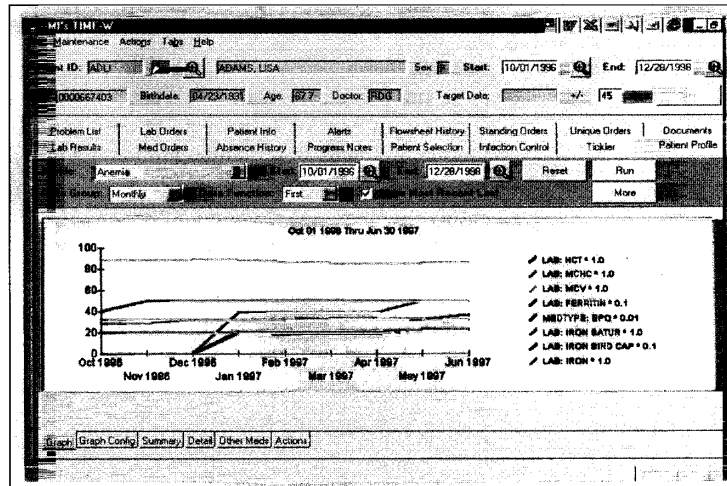 MI's TIME-W
Maintenance Actions Tabs Help
ID: ADLI ADAMS, LISA Sex Start: 10/01/1996 End: 12/28/1998
0000667403 Birthdate: Age: 67.7 Doctor: RDG Target Date: +/- 45
Problem List Lab Orders Patient Info Alerts Flowsheet History Standing Orders Unique Orders Documents
Lab Results Med Orders Absence History Progress Notes Patient Selection Infection Control Tickler Patient Profile
Anemia 10/01/1996 12/28/1998 Reset Run
Group: Monthly First More
Oct 01 1996 Thru Jun 30 1997
100
80
60
40
20
0
Oct 1996 Dec 1996 Feb 1997 Apr 1997 Jun 1997
Nov 1996 Jan 1997 Mar 1997 May 1997
LAB: HCT * 1.0
LAB: MCHC * 1.0
LAB: MCV * 1.0
LAB: FERRITIN * 0.1
MEDTYPE: EPO * 0.01
LAB: IRON SATUR * 1.0
LAB: IRON BIND CAP * 0.1
LAB: IRON * 1.0
Graph Graph Config Summary Detail Other Meds Actions